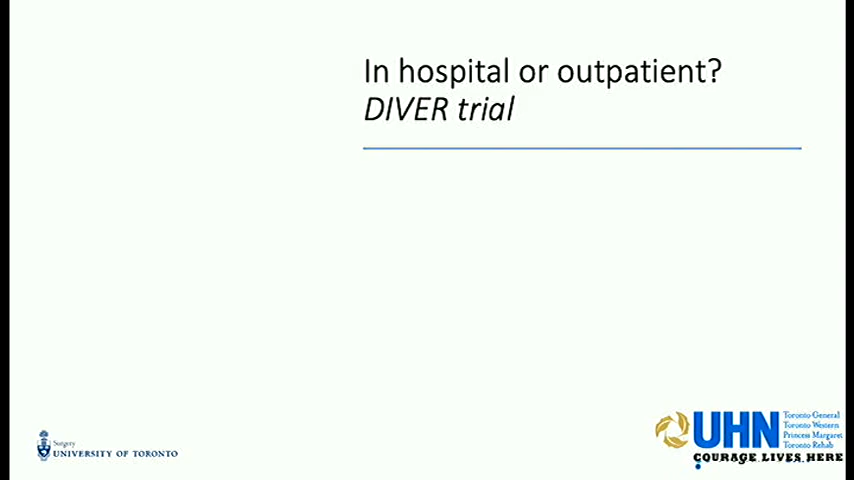 In hospital or outpatient?
DIVER trial
Surgery
UNIVERSITY OF TORONTO
UHN
Toronto General
Toronto Western
Princess Margaret
Toronto Rehab
COURAGE LIVES HERE